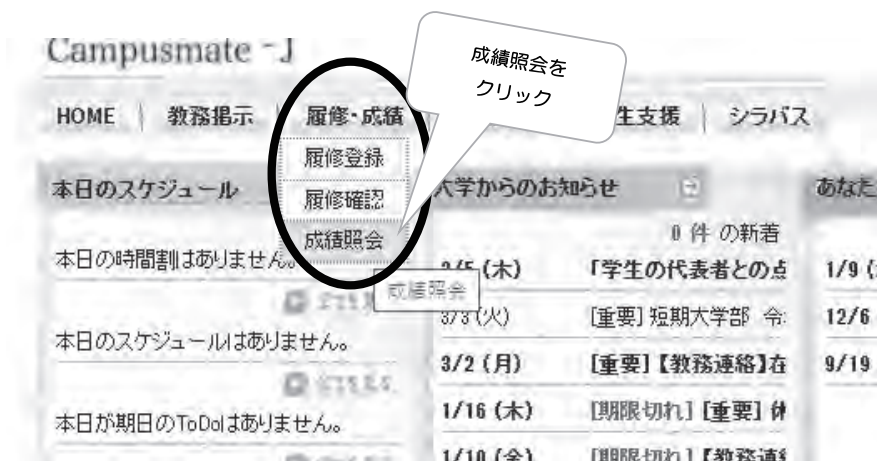 Campusmate-J
成績照会を
クリック
HOME | 教務掲示 | 履修・成績 生支援 | シラバス
履修登録
履修確認
成績照会
成績照会
本日のスケジュール
本日の時間割はありません。
本日のスケジュールはありません。
本日が期日のToDoはありません。
大学からのお知らせ
0 件 の新着
3/5 (木) 「学生の代表者との点
3/3 (火) [重要] 短期大学部 令
3/2 (月) [重要]【教務連絡】在
1/16 (木) [期限切れ] [重要]
1/10 (金) [期限切れ]【教務連絡
あなた
1/9 (
12/6
9/19